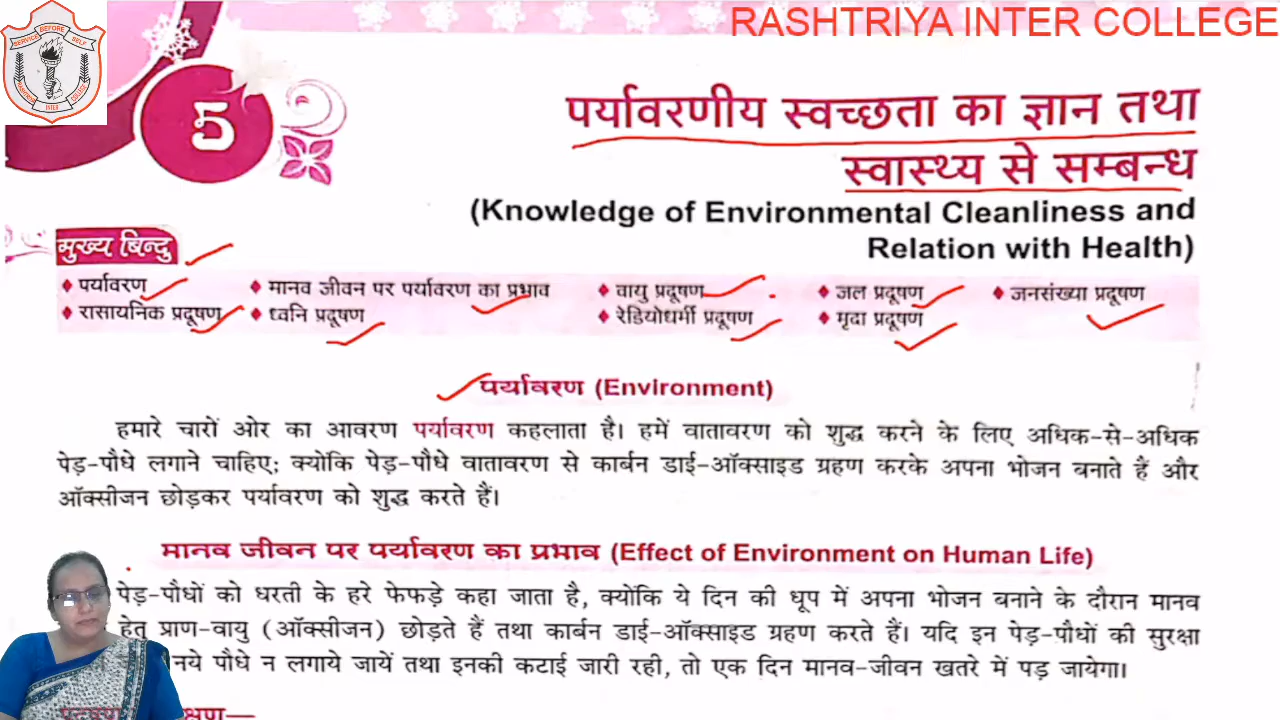 RASHTRIYA INTER COLLEGE
SERVICE BEFORE SELF
5
पर्यावरणीय स्वच्छता का ज्ञान तथा
स्वास्थ्य से सम्बन्ध
(Knowledge of Environmental Cleanliness and
Relation with Health)
मुख्य बिन्दु
♦ पर्यावरण ♦ मानव जीवन पर पर्यावरण का प्रभाव ♦ वायु प्रदूषण ♦ जल प्रदूषण ♦ जनसंख्या प्रदूषण
♦ रासायनिक प्रदूषण ♦ ध्वनि प्रदूषण ♦ रेडियोधर्मी प्रदूषण ♦ मृदा प्रदूषण
पर्यावरण (Environment)
हमारे चारों ओर का आवरण पर्यावरण कहलाता है। हमें वातावरण को शुद्ध करने के लिए अधिक-से-अधिक
पेड़-पौधे लगाने चाहिए; क्योंकि पेड़-पौधे वातावरण से कार्बन डाई-ऑक्साइड ग्रहण करके अपना भोजन बनाते हैं और
ऑक्सीजन छोड़कर पर्यावरण को शुद्ध करते हैं।
मानव जीवन पर पर्यावरण का प्रभाव (Effect of Environment on Human Life)
पेड़-पौधों को धरती के हरे फेफड़े कहा जाता है, क्योंकि ये दिन की धूप में अपना भोजन बनाने के दौरान मानव
हेतु प्राण-वायु (ऑक्सीजन) छोड़ते हैं तथा कार्बन डाई-ऑक्साइड ग्रहण करते हैं। यदि इन पेड़-पौधों की सुरक्षा
नये पौधे न लगाये जायें तथा इनकी कटाई जारी रही, तो एक दिन मानव-जीवन खतरे में पड़ जायेगा।